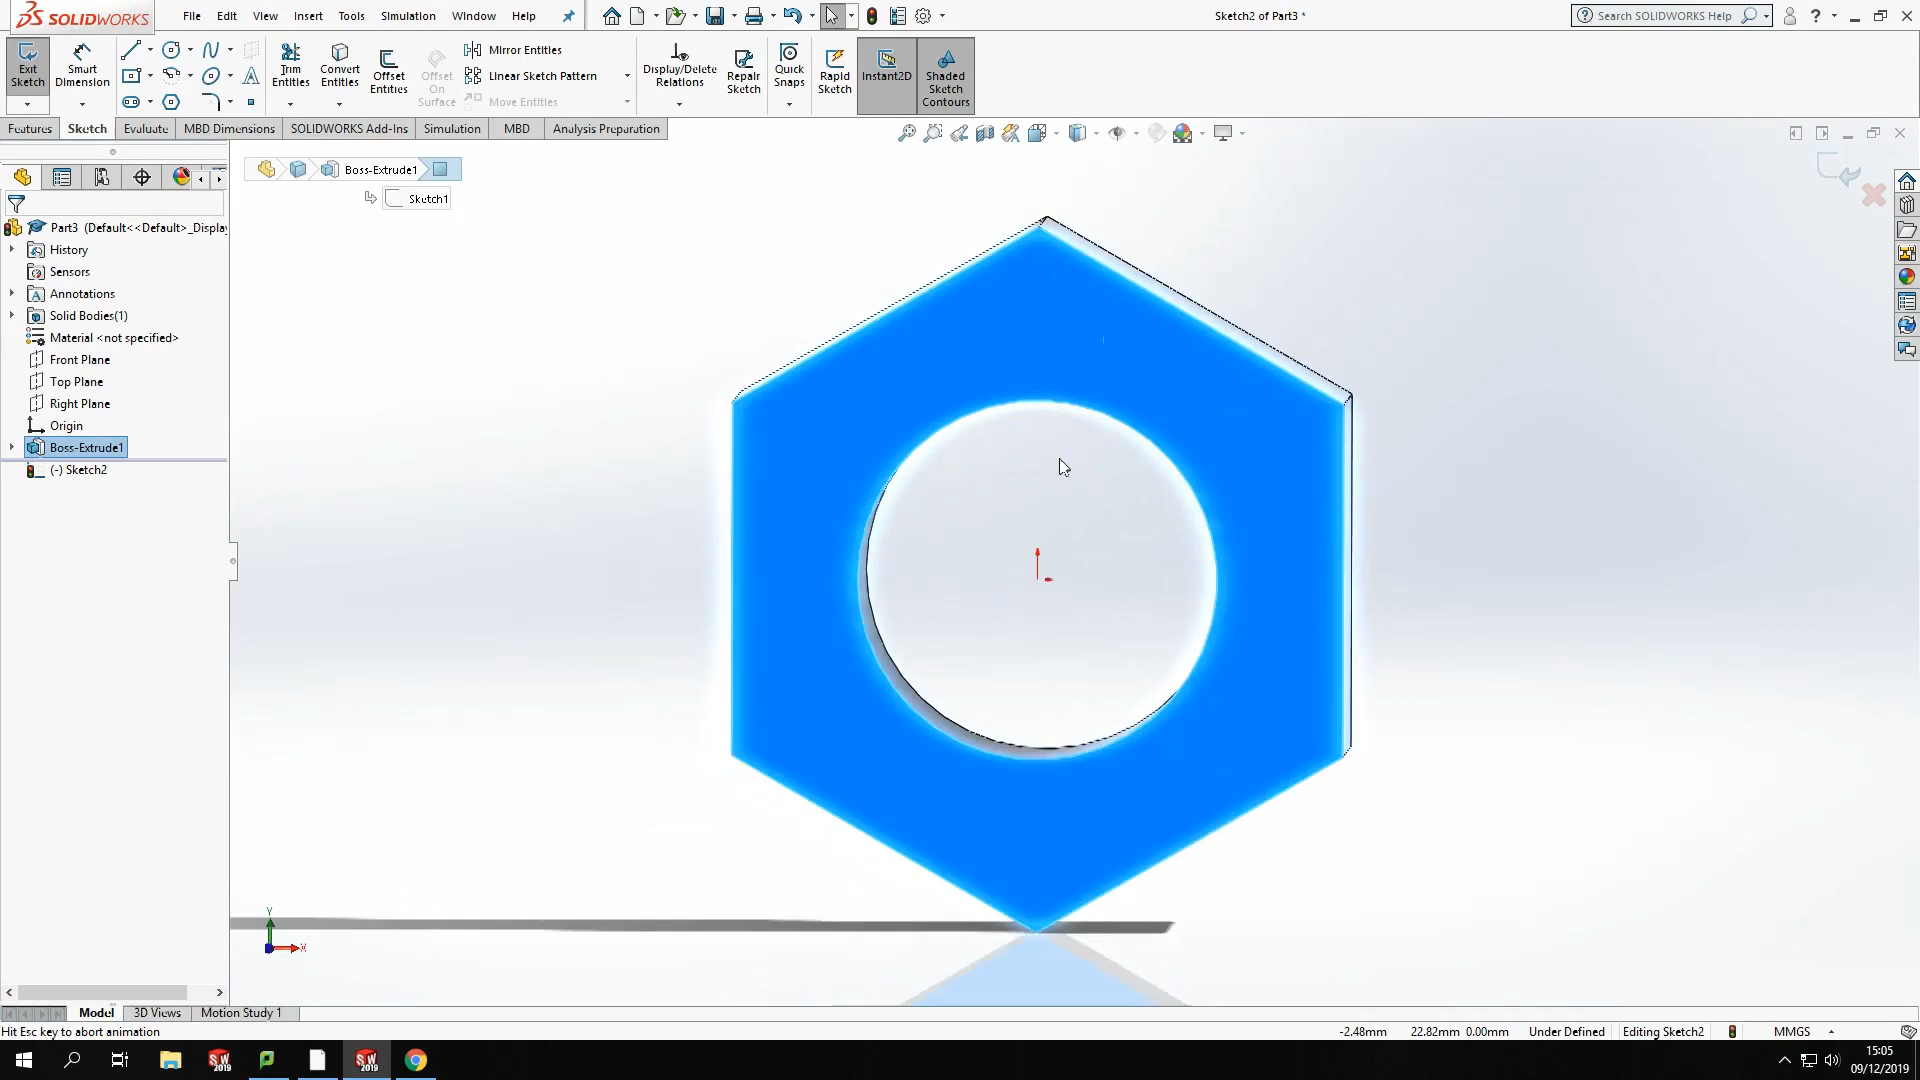 SOLIDWORKS
File Edit View Insert Tools Simulation Window Help
Sketch2 of Part3 *
Search SOLIDWORKS Help
Exit Sketch
Smart Dimension
Trim Entities
Convert Entities
Offset Entities
Offset On Surface
Mirror Entities
Linear Sketch Pattern
Move Entities
Display/Delete Relations
Repair Sketch
Quick Snaps
Rapid Sketch
Instant2D
Shaded Sketch Contours
Features Sketch Evaluate MBD Dimensions SOLIDWORKS Add-Ins Simulation MBD Analysis Preparation
Boss-Extrude1
Sketch1
Part3 (Default<<Default>_Display
History
Sensors
Annotations
Solid Bodies(1)
Material <not specified>
Front Plane
Top Plane
Right Plane
Origin
Boss-Extrude1
(-) Sketch2
Y
X
Model 3D Views Motion Study 1
Hit Esc key to abort animation
-2.48mm 22.82mm 0.00mm Under Defined Editing Sketch2 MMGS
SW 2019
SW 2019
15:05
09/12/2019